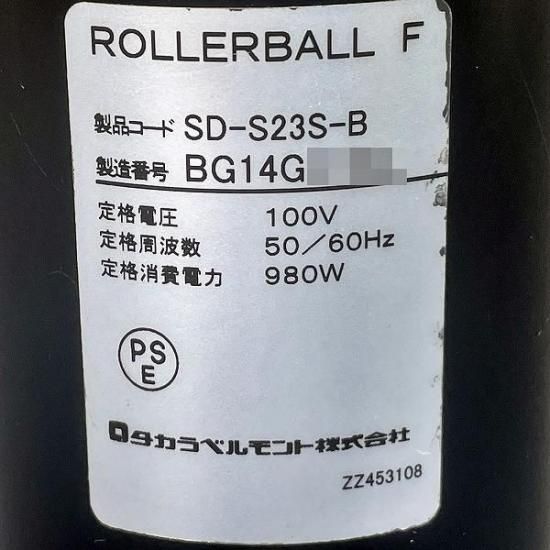 ROLLERBALL F
製品コード SD-S23S-B
製造番号 BG14G
定格電圧 100V
定格周波数 50/60Hz
定格消費電力 980W
PS
E
タカラベルモント株式会社
ZZ453108